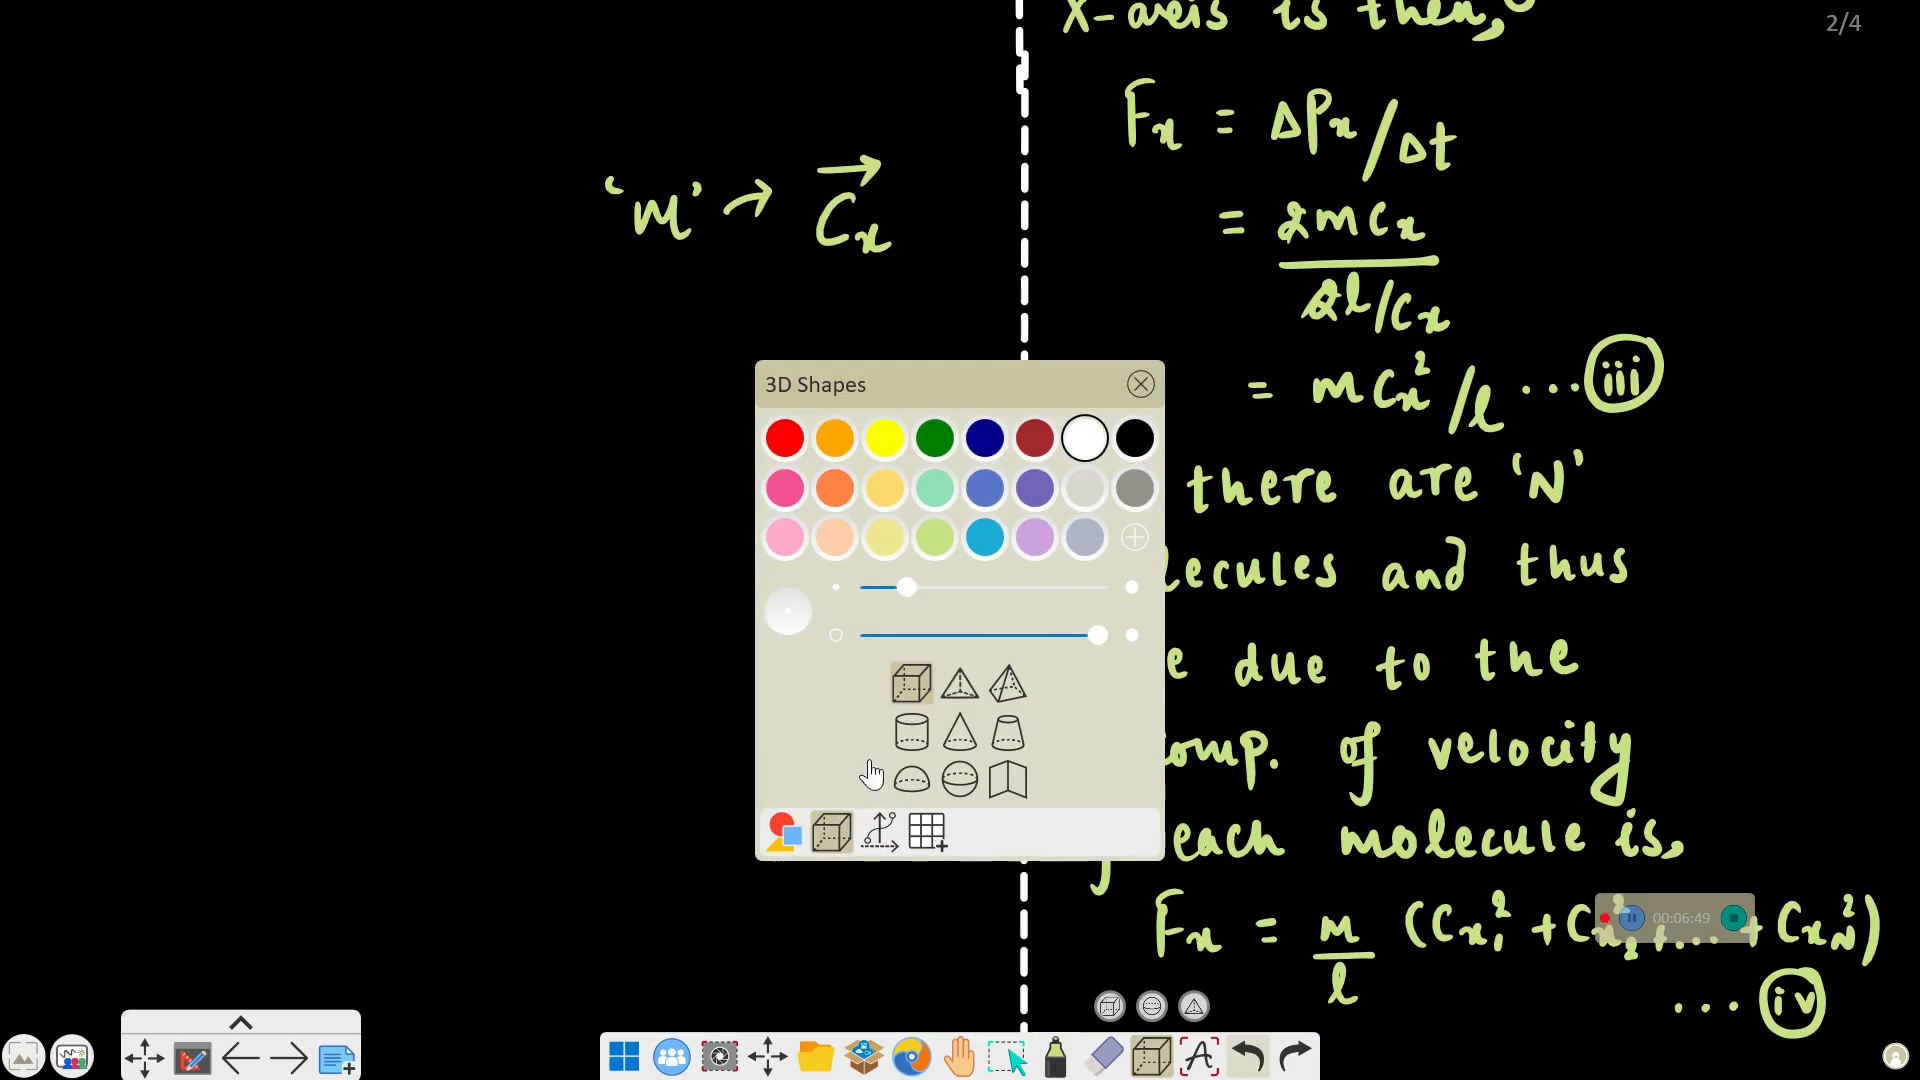 X-axis is then,
2/4
Fx = ΔPx/Δt
'm' → Cx
= 2mCx
2l/Cx
= mCx²/l ... iii
3D Shapes
there are 'N'
lecules and thus
e due to the
omp. of velocity
each molecule is,
Fx = m/l (Cx₁² + Cx₂² + ... + CxN²)
00:06:49
... iv